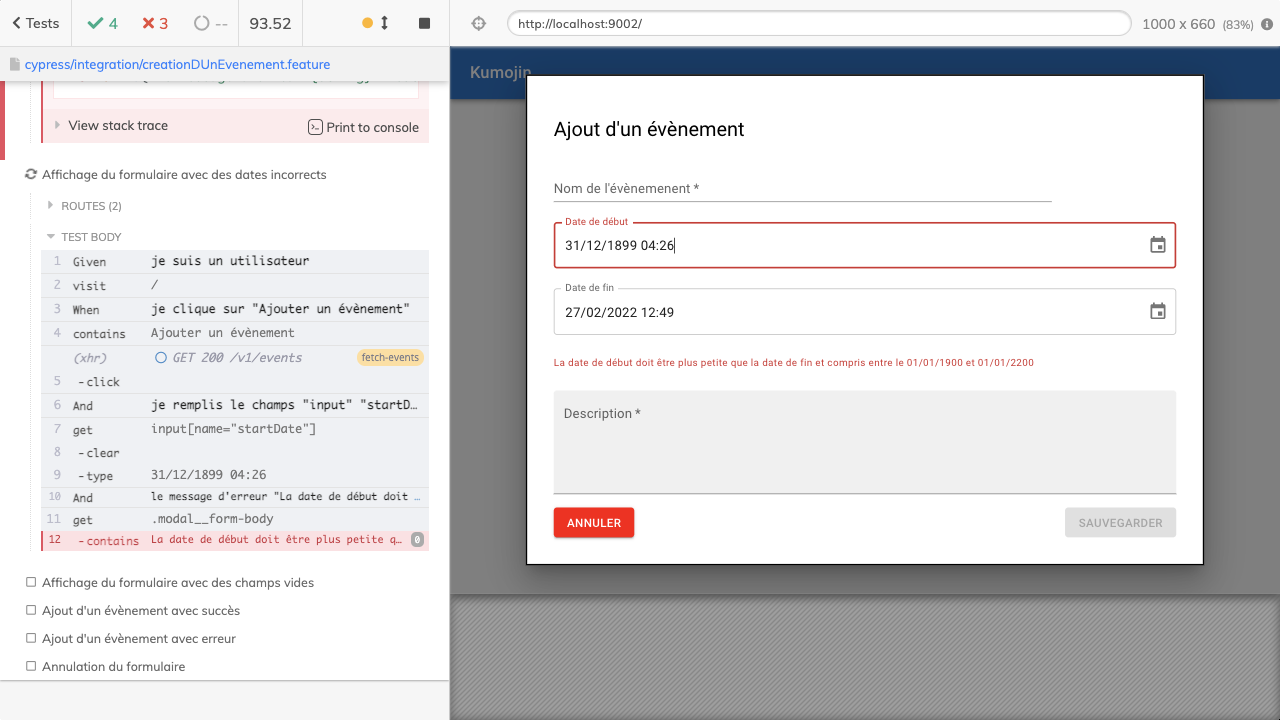 Tests
4
3
--
93.52
http://localhost:9002/
1000 x 660 (83%)
cypress/integration/creationDUnEvenement.feature
View stack trace
Print to console
Affichage du formulaire avec des dates incorrects
ROUTES (2)
TEST BODY
1 Given je suis un utilisateur
2 visit /
3 When je clique sur "Ajouter un évènement"
4 contains Ajouter un évènement
(xhr) GET 200 /v1/events fetch-events
5 -click
6 And je remplis le champs "input" "startD…
7 get input[name="startDate"]
8 -clear
9 -type 31/12/1899 04:26
10 And le message d'erreur "La date de début doit …
11 get .modal__form-body
12 -contains La date de début doit être plus petite q… 0
Affichage du formulaire avec des champs vides
Ajout d'un évènement avec succès
Ajout d'un évènement avec erreur
Annulation du formulaire
Kumojin
Ajout d'un évènement
Nom de l'évènemenent *
Date de début
31/12/1899 04:26
Date de fin
27/02/2022 12:49
La date de début doit être plus petite que la date de fin et compris entre le 01/01/1900 et 01/01/2200
Description *
ANNULER
SAUVEGARDER